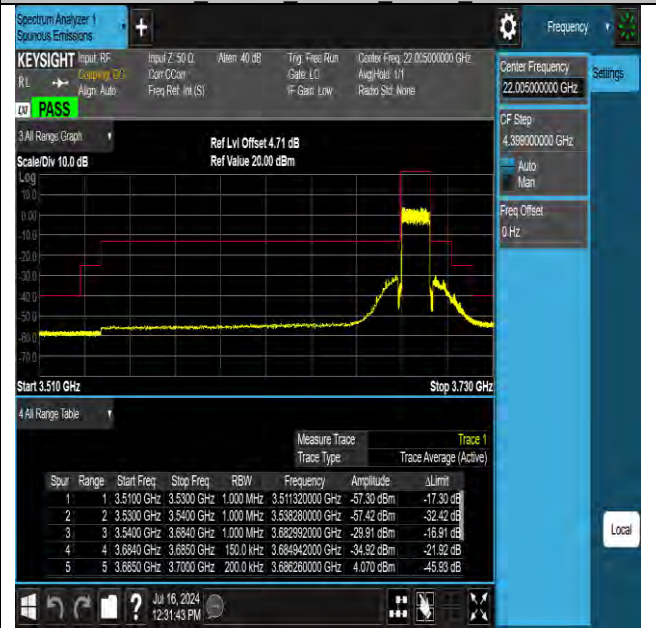 Spectrum Analyzer 1
Spurious Emissions
Frequency
KEYSIGHT Input: RF Input Z: 50 Ω Atten: 40 dB Trig: Free Run Center Freq: 22.005000000 GHz
RL Coupling: DC Corr CCorr Gate: LO Avg|Hold: 1/1
Align: Auto Freq Ref: Int (S) IF Gain: Low Radio Std: None
LXI PASS
Center Frequency
22.005000000 GHz
Settings
CF Step
4.399000000 GHz
Auto
Man
Freq Offset
0 Hz
3 All Range Graph
Ref Lvl Offset 4.71 dB
Scale/Div 10.0 dB Ref Value 20.00 dBm
Log
10.0
0.00
-10.0
-20.0
-30.0
-40.0
-50.0
-60.0
-70.0
Start 3.510 GHz Stop 3.730 GHz
4 All Range Table
Measure Trace Trace 1
Trace Type Trace Average (Active)
Spur Range Start Freq Stop Freq RBW Frequency Amplitude ΔLimit
1 1 3.5100 GHz 3.5300 GHz 1.000 MHz 3.511320000 GHz -57.30 dBm -17.30 dB
2 2 3.5300 GHz 3.5400 GHz 1.000 MHz 3.538280000 GHz -57.42 dBm -32.42 dB
3 3 3.5400 GHz 3.6840 GHz 1.000 MHz 3.682992000 GHz -29.91 dBm -16.91 dB
4 4 3.6840 GHz 3.6850 GHz 150.0 kHz 3.684942000 GHz -34.92 dBm -21.92 dB
5 5 3.6850 GHz 3.7000 GHz 200.0 kHz 3.686260000 GHz 4.070 dBm -45.93 dB
Local
Jul 16, 2024
12:31:43 PM